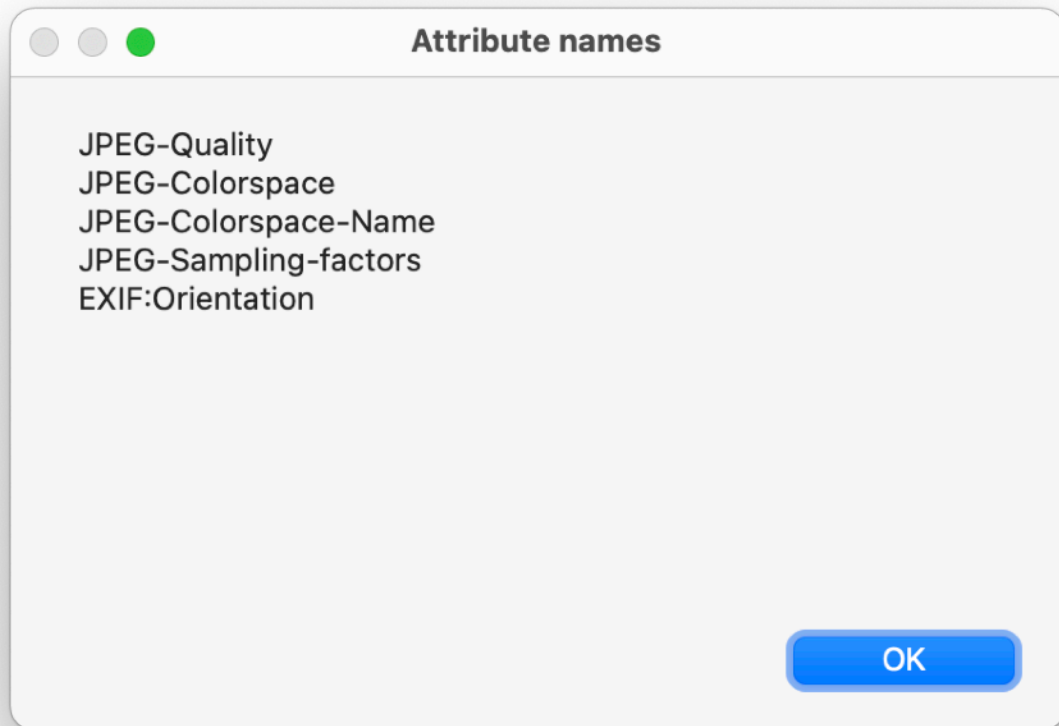 Attribute names
JPEG-Quality
JPEG-Colorspace
JPEG-Colorspace-Name
JPEG-Sampling-factors
EXIF:Orientation
OK